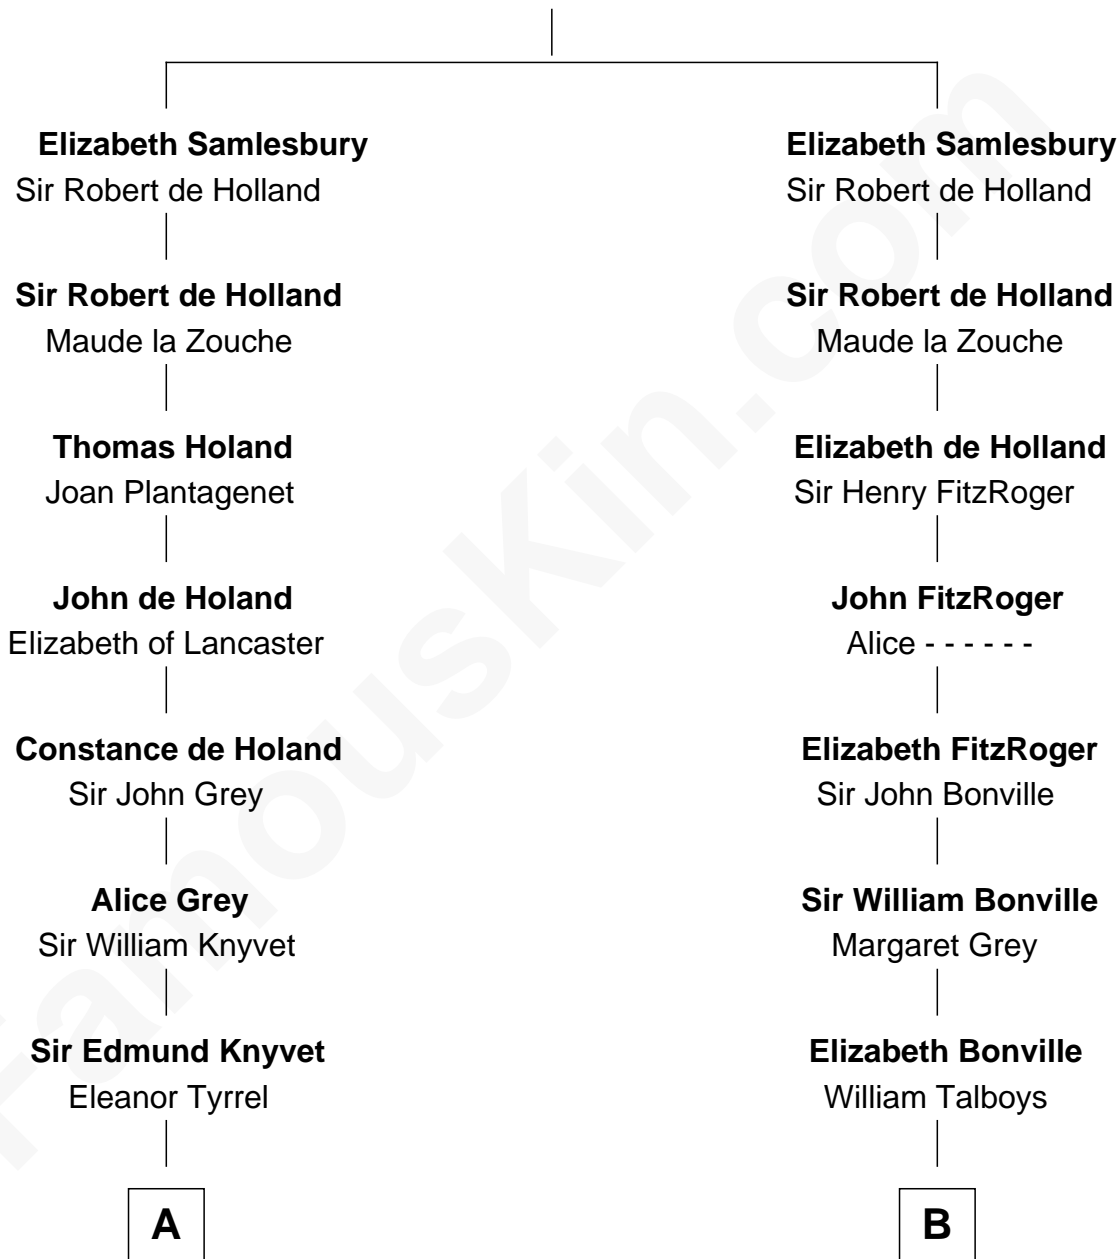 Elizabeth Samlesbury
Sir Robert de Holland
Sir Robert de Holland
Maude la Zouche
Thomas Holand
Joan Plantagenet
John de Holand
Elizabeth of Lancaster
Constance de Holand
Sir John Grey
Alice Grey
Sir William Knyvet
Sir Edmund Knyvet
Eleanor Tyrrel
A
Elizabeth Samlesbury
Sir Robert de Holland
Sir Robert de Holland
Maude la Zouche
Elizabeth de Holland
Sir Henry FitzRoger
John FitzRoger
Alice - - - - - -
Elizabeth FitzRoger
Sir John Bonville
Sir William Bonville
Margaret Grey
Elizabeth Bonville
William Talboys
B
FamousKin.com